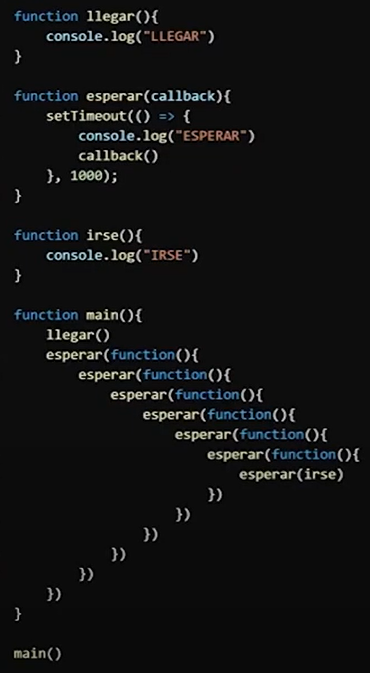 function llegar(){
    console.log("LLEGAR")
}

function esperar(callback){
    setTimeout(() => {
        console.log("ESPERAR")
        callback()
    }, 1000);
}

function irse(){
    console.log("IRSE")
}

function main(){
    llegar()
    esperar(function(){
        esperar(function(){
            esperar(function(){
                esperar(function(){
                    esperar(function(){
                        esperar(function(){
                            esperar(irse)
                        })
                    })
                })
            })
        })
    })
}

main()